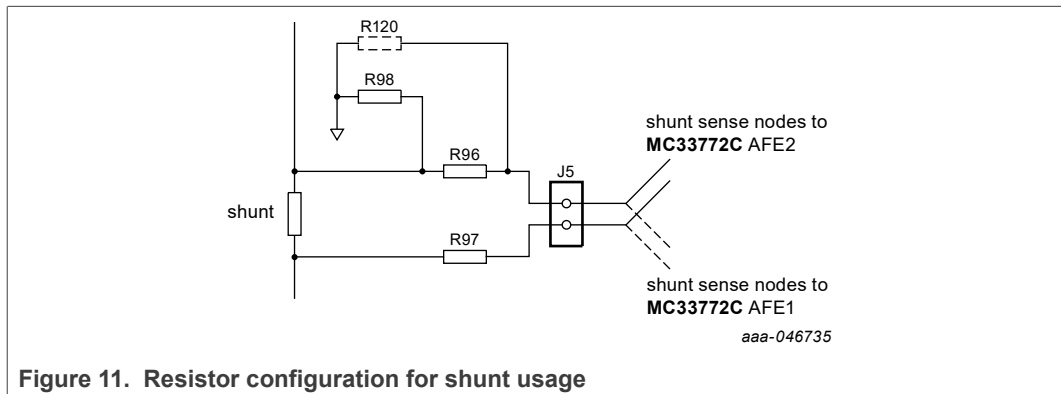 R120
R98
shunt sense nodes to
MC33772C AFE2
R96
J5
shunt
R97
shunt sense nodes to
MC33772C AFE1
aaa-046735
Figure 11. Resistor configuration for shunt usage